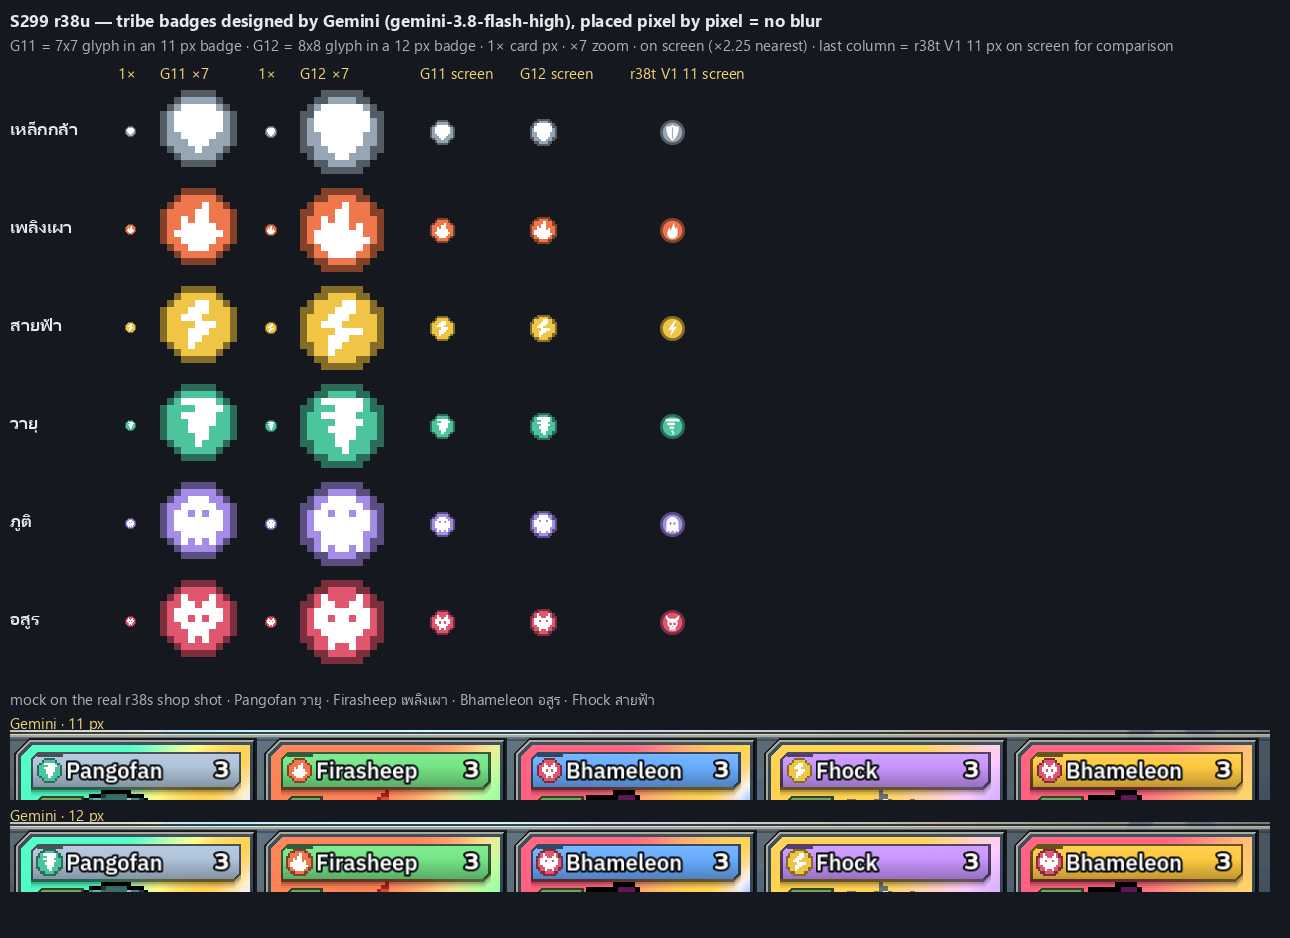 S299 r38u — tribe badges designed by Gemini (gemini-3.8-flash-high), placed pixel by pixel = no blur
G11 = 7x7 glyph in an 11 px badge · G12 = 8x8 glyph in a 12 px badge · 1× card px · ×7 zoom · on screen (×2.25 nearest) · last column = r38t V1 11 px on screen for comparison
1× G11 ×7 1× G12 ×7 G11 screen G12 screen r38t V1 11 screen
เหล็กกล้า
เพลิงเผา
สายฟ้า
วายุ
ภูติ
อสูร
mock on the real r38s shop shot · Pangofan วายุ · Firasheep เพลิงเผา · Bhameleon อสูร · Fhock สายฟ้า
Gemini · 11 px
Pangofan 3 Firasheep 3 Bhameleon 3 Fhock 3 Bhameleon 3
Gemini · 12 px
Pangofan 3 Firasheep 3 Bhameleon 3 Fhock 3 Bhameleon 3